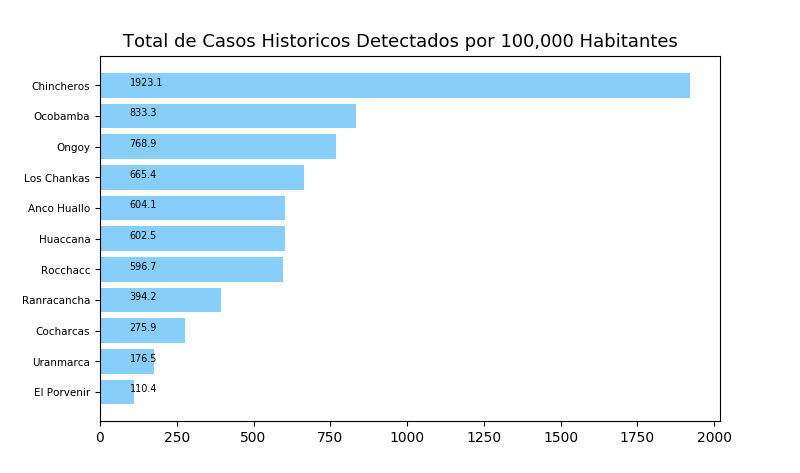 Total de Casos Historicos Detectados por 100,000 Habitantes
Chincheros 1923.1
Ocobamba 833.3
Ongoy 768.9
Los Chankas 665.4
Anco Huallo 604.1
Huaccana 602.5
Rocchacc 596.7
Ranracancha 394.2
Cocharcas 275.9
Uranmarca 176.5
El Porvenir 110.4
0 250 500 750 1000 1250 1500 1750 2000